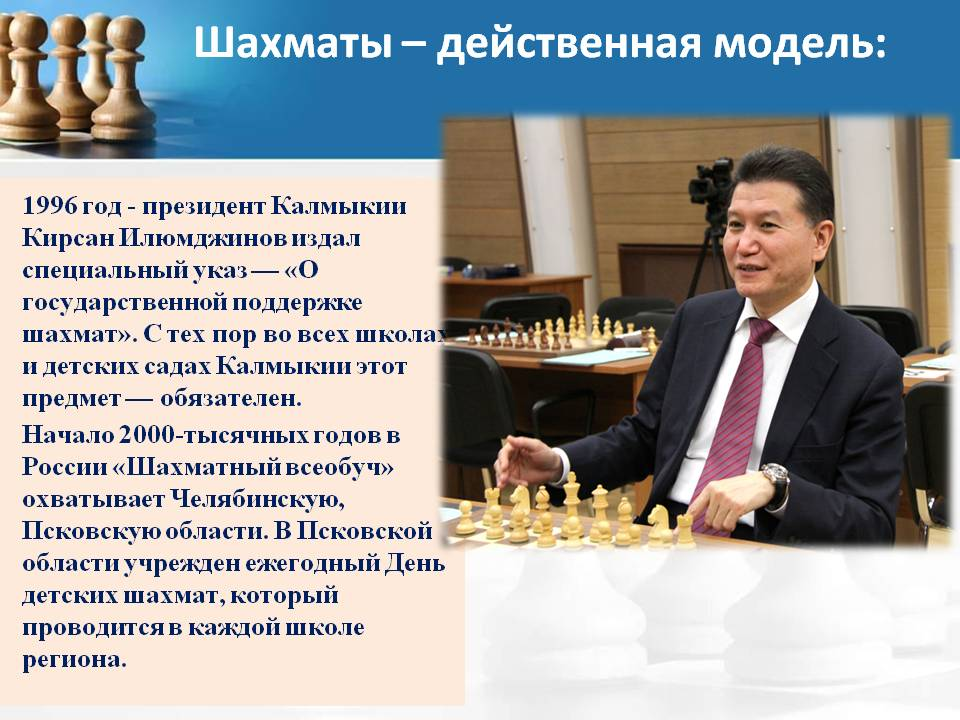 Шахматы – действенная модель:
1996 год - президент Калмыкии
Кирсан Илюмджинов издал
специальный указ — «О
государственной поддержке
шахмат». С тех пор во всех школах
и детских садах Калмыкии этот
предмет — обязателен.
Начало 2000-тысячных годов в
России «Шахматный всеобуч»
охватывает Челябинскую,
Псковскую области. В Псковской
области учрежден ежегодный День
детских шахмат, который
проводится в каждой школе
региона.